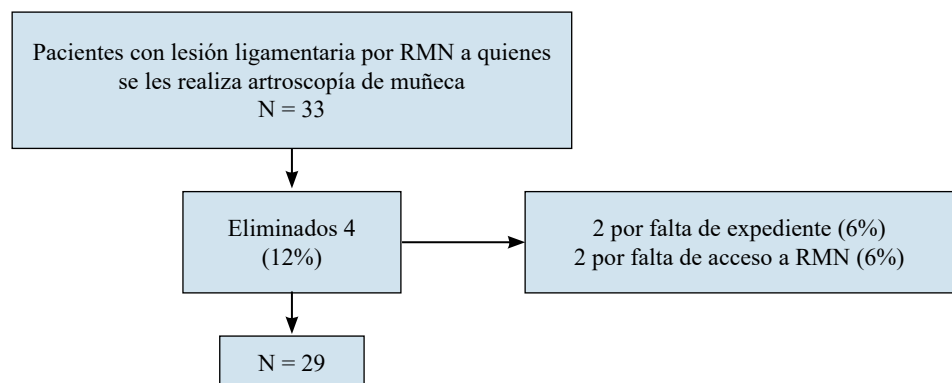 Pacientes con lesión ligamentaria por RMN a quienes
se les realiza artroscopía de muñeca
N = 33
Eliminados 4
(12%)
2 por falta de expediente (6%)
2 por falta de acceso a RMN (6%)
N = 29